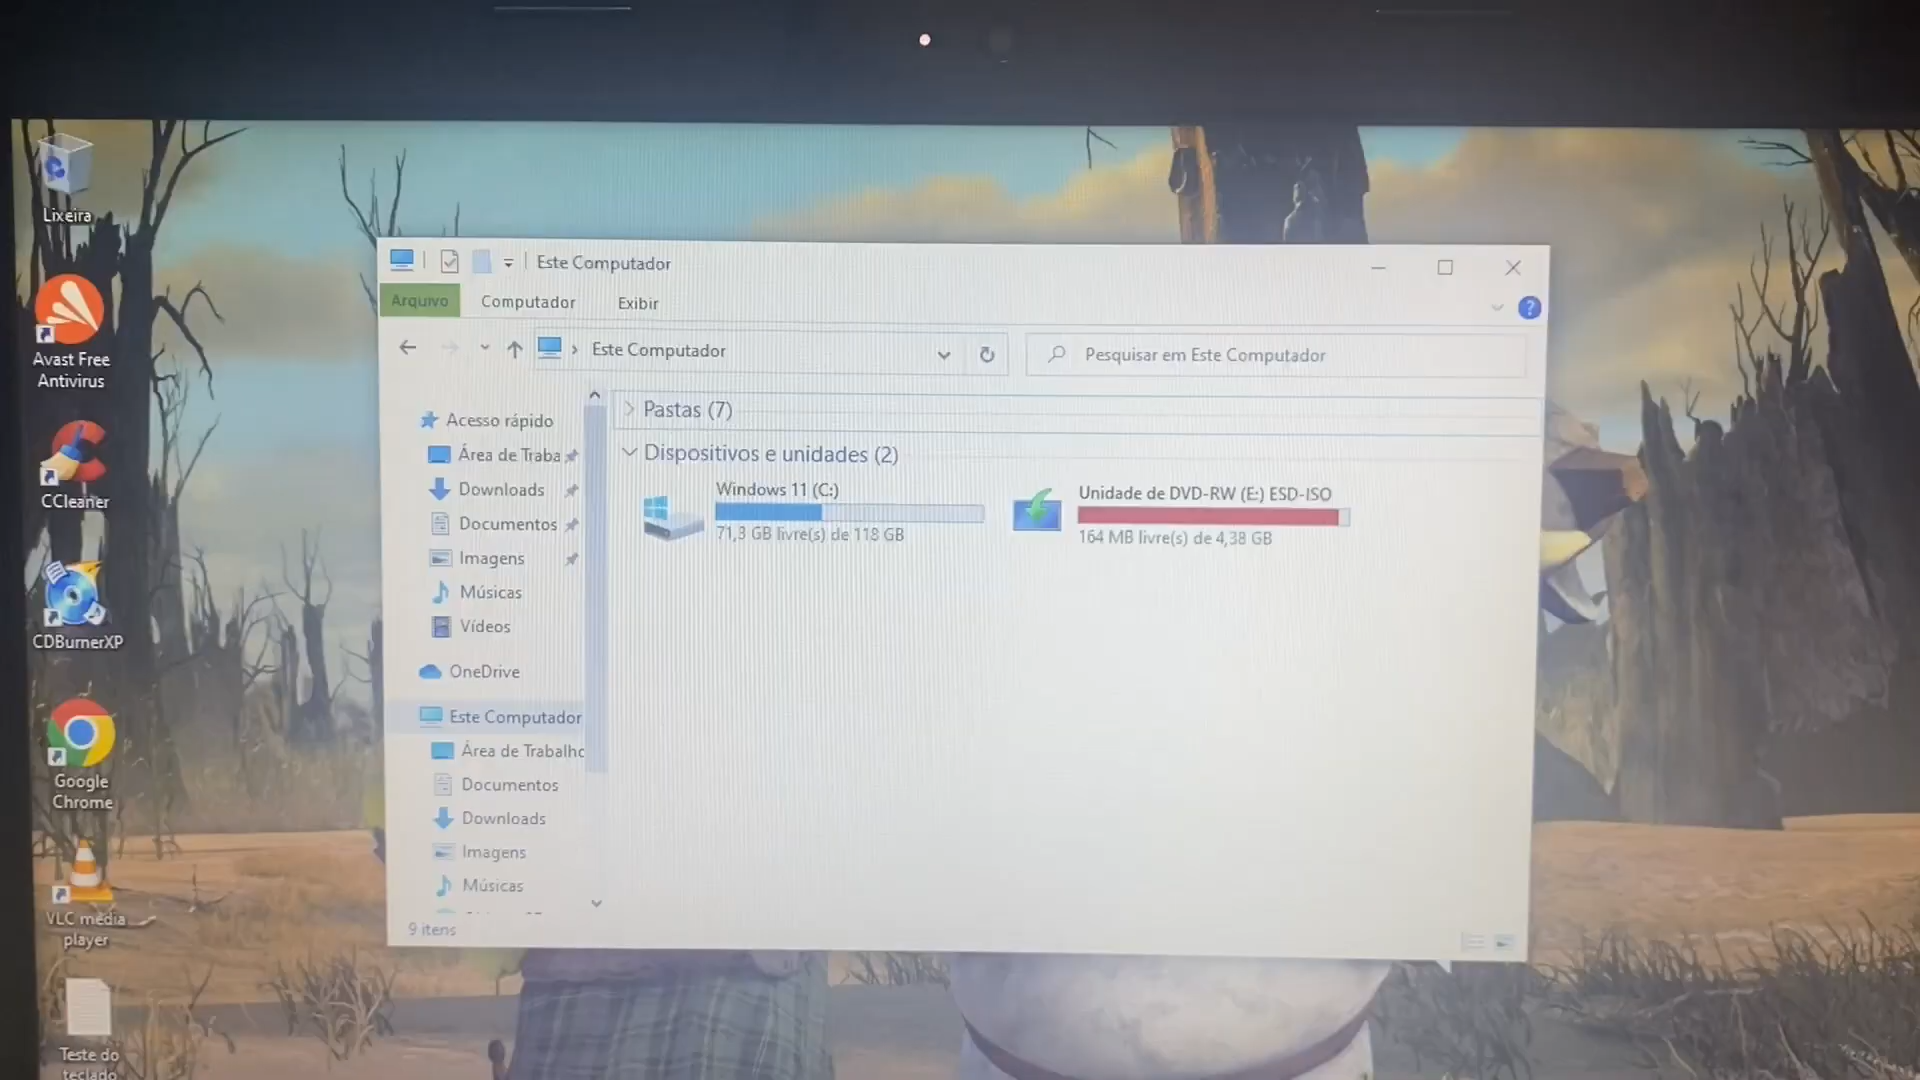 Lixeira
Avast Free
Antivirus
CCleaner
CDBurnerXP
Google
Chrome
VLC media
player
Teste do
teclado
Este Computador
Arquivo
Computador
Exibir
?
Este Computador
Pesquisar em Este Computador
Acesso rápido
Área de Traba
Downloads
Documentos
Imagens
Músicas
Vídeos
OneDrive
Este Computador
Área de Trabalho
Documentos
Downloads
Imagens
Músicas
9 itens
Pastas (7)
Dispositivos e unidades (2)
Windows 11 (C:)
71,3 GB livre(s) de 118 GB
Unidade de DVD-RW (E:) ESD-ISO
164 MB livre(s) de 4,38 GB